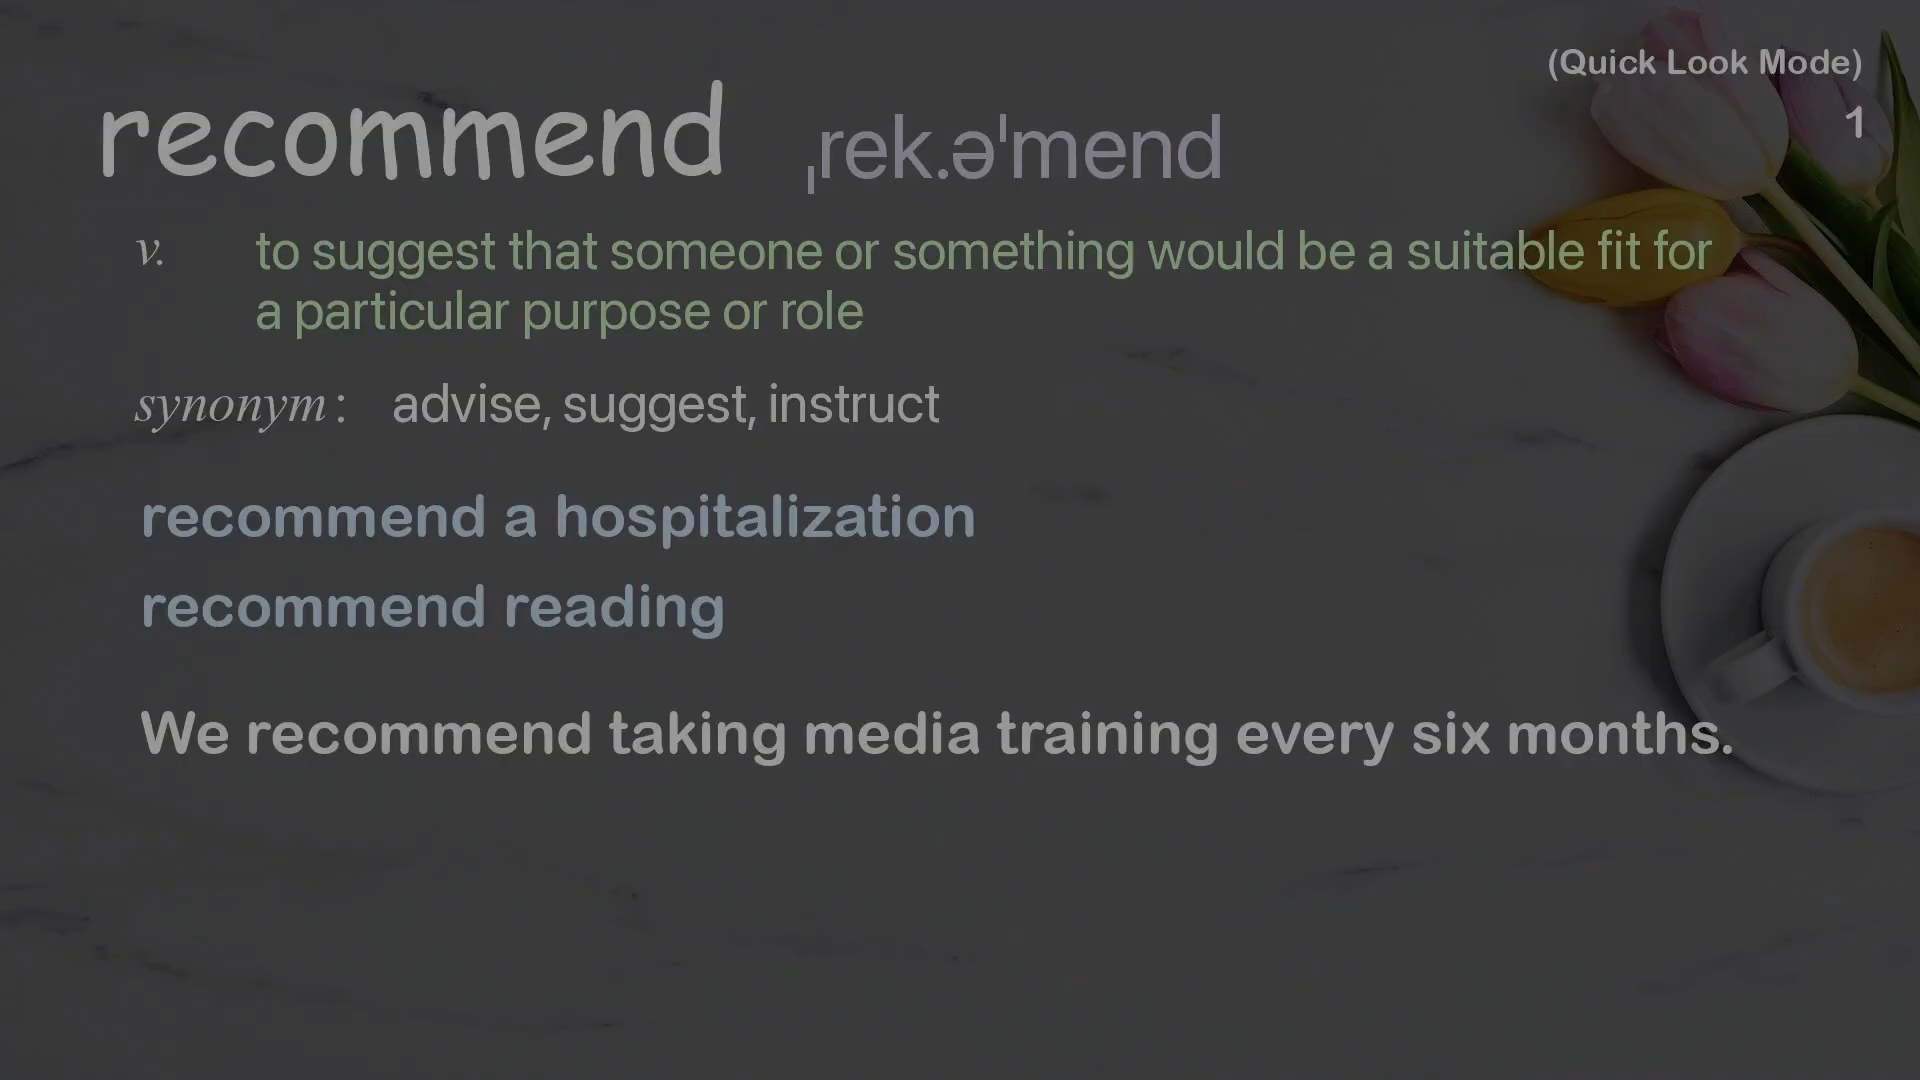 (Quick Look Mode)
1
recommend ˌrek.ə'mend
v. to suggest that someone or something would be a suitable fit for
a particular purpose or role
synonym : advise, suggest, instruct
recommend a hospitalization
recommend reading
We recommend taking media training every six months.